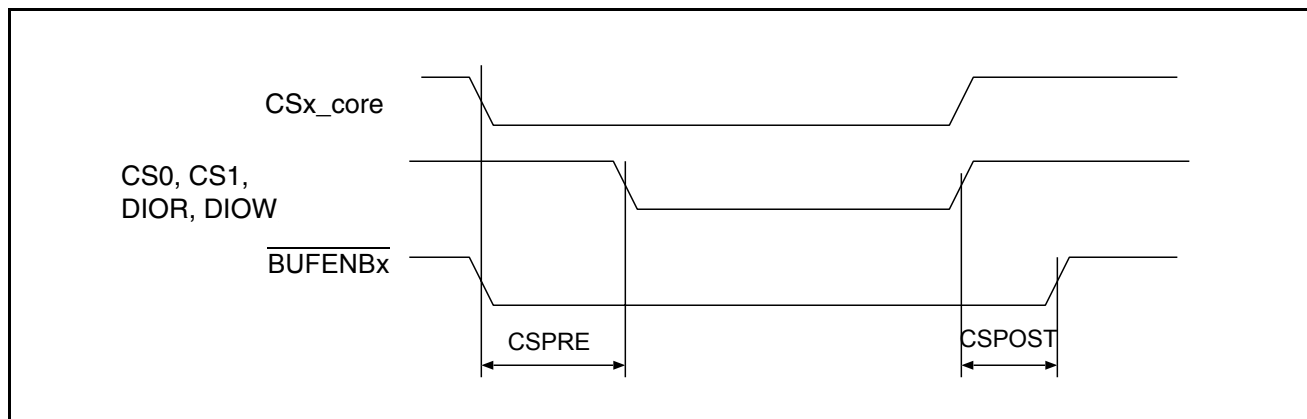 CSx_core
CS0, CS1,
DIOR, DIOW
BUFENBx
CSPRE
CSPOST